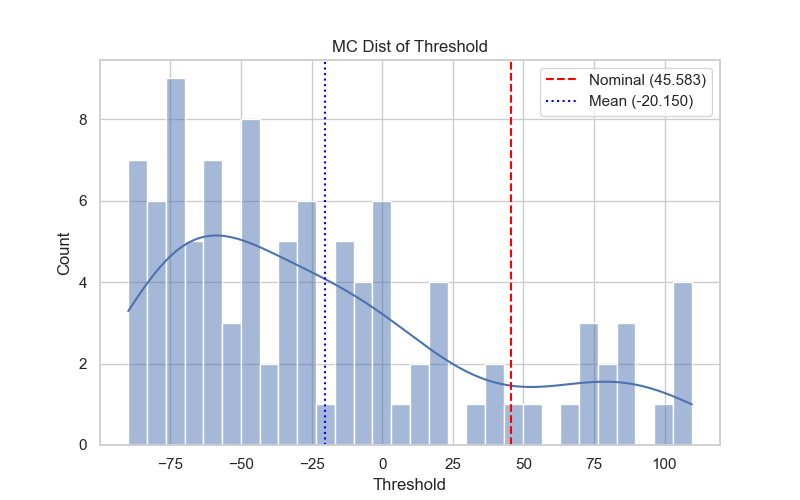 MC Dist of Threshold
Nominal (45.583)
Mean (-20.150)
Count
8
6
4
2
0
−75
−50
−25
0
25
50
75
100
Threshold